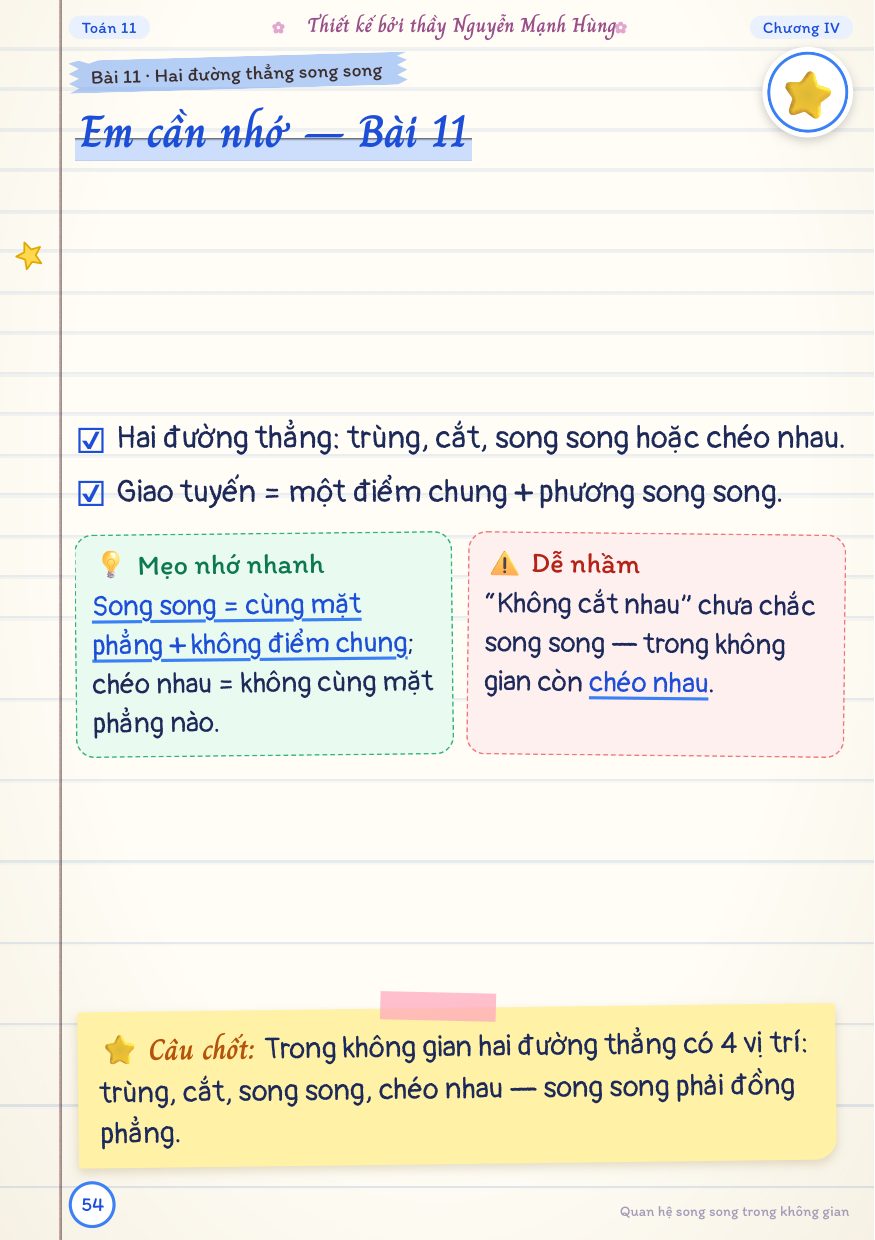 Toán 11
Thiết kế bởi thầy Nguyễn Mạnh Hùng
Chương IV
Bài 11 · Hai đường thẳng song song
Em cần nhớ — Bài 11
Hai đường thẳng: trùng, cắt, song song hoặc chéo nhau.
Giao tuyến = một điểm chung + phương song song.
Mẹo nhớ nhanh
Song song = cùng mặt
phẳng + không điểm chung;
chéo nhau = không cùng mặt
phẳng nào.
Dễ nhầm
“Không cắt nhau” chưa chắc
song song — trong không
gian còn chéo nhau.
Câu chốt: Trong không gian hai đường thẳng có 4 vị trí:
trùng, cắt, song song, chéo nhau — song song phải đồng
phẳng.
54
Quan hệ song song trong không gian